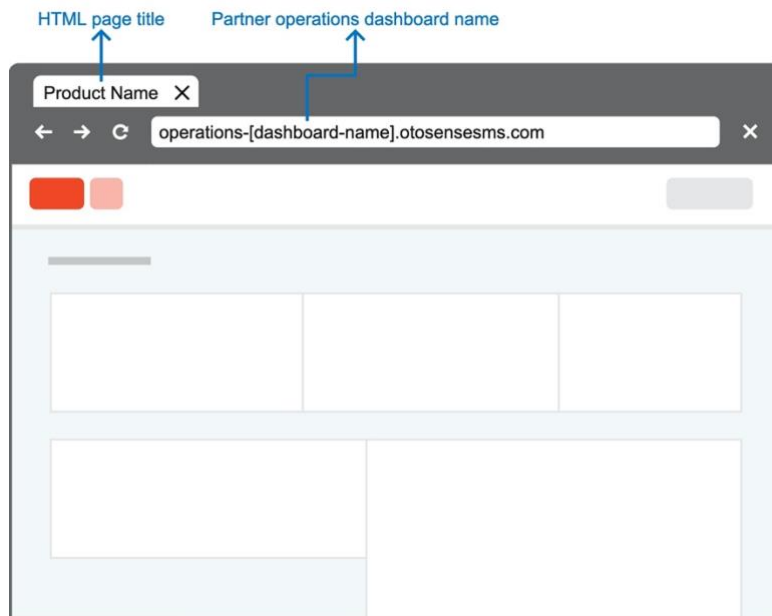 HTML page title
Partner operations dashboard name
Product Name
operations-[dashboard-name].otosensesms.com